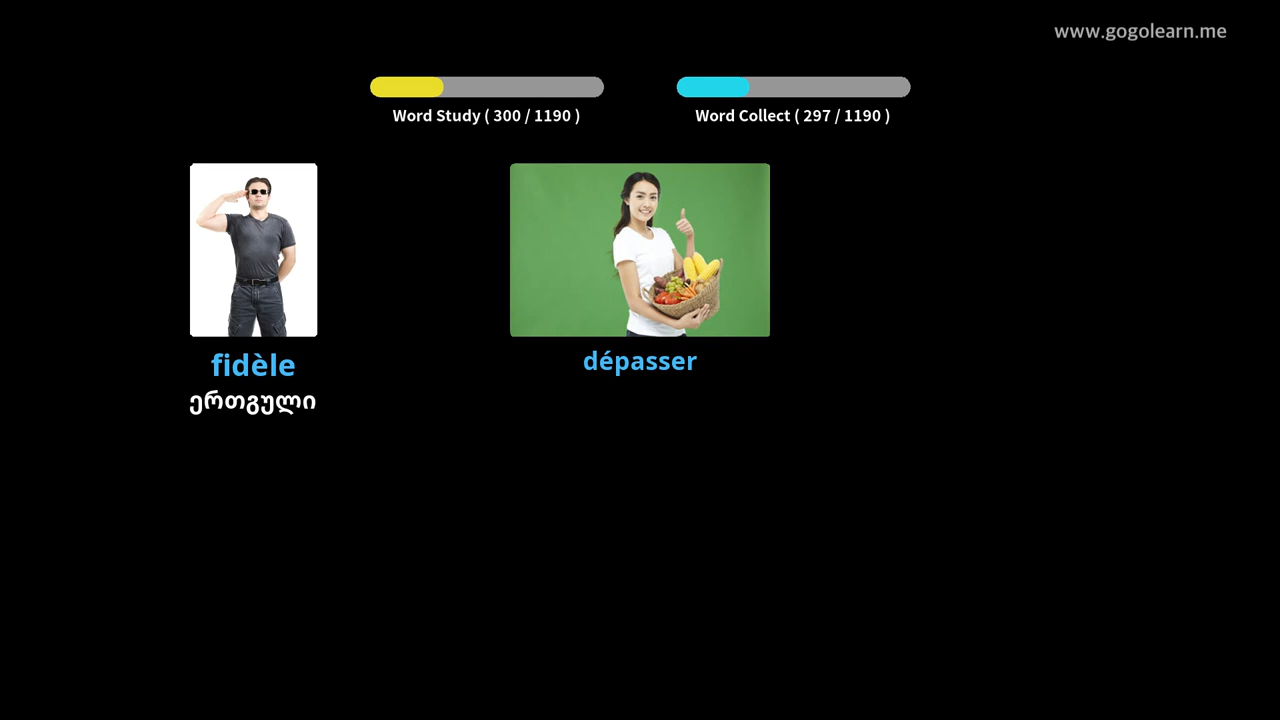 www.gogolearn.me
Word Study ( 300 / 1190 )
Word Collect ( 297 / 1190 )
fidèle
ერთგული
dépasser